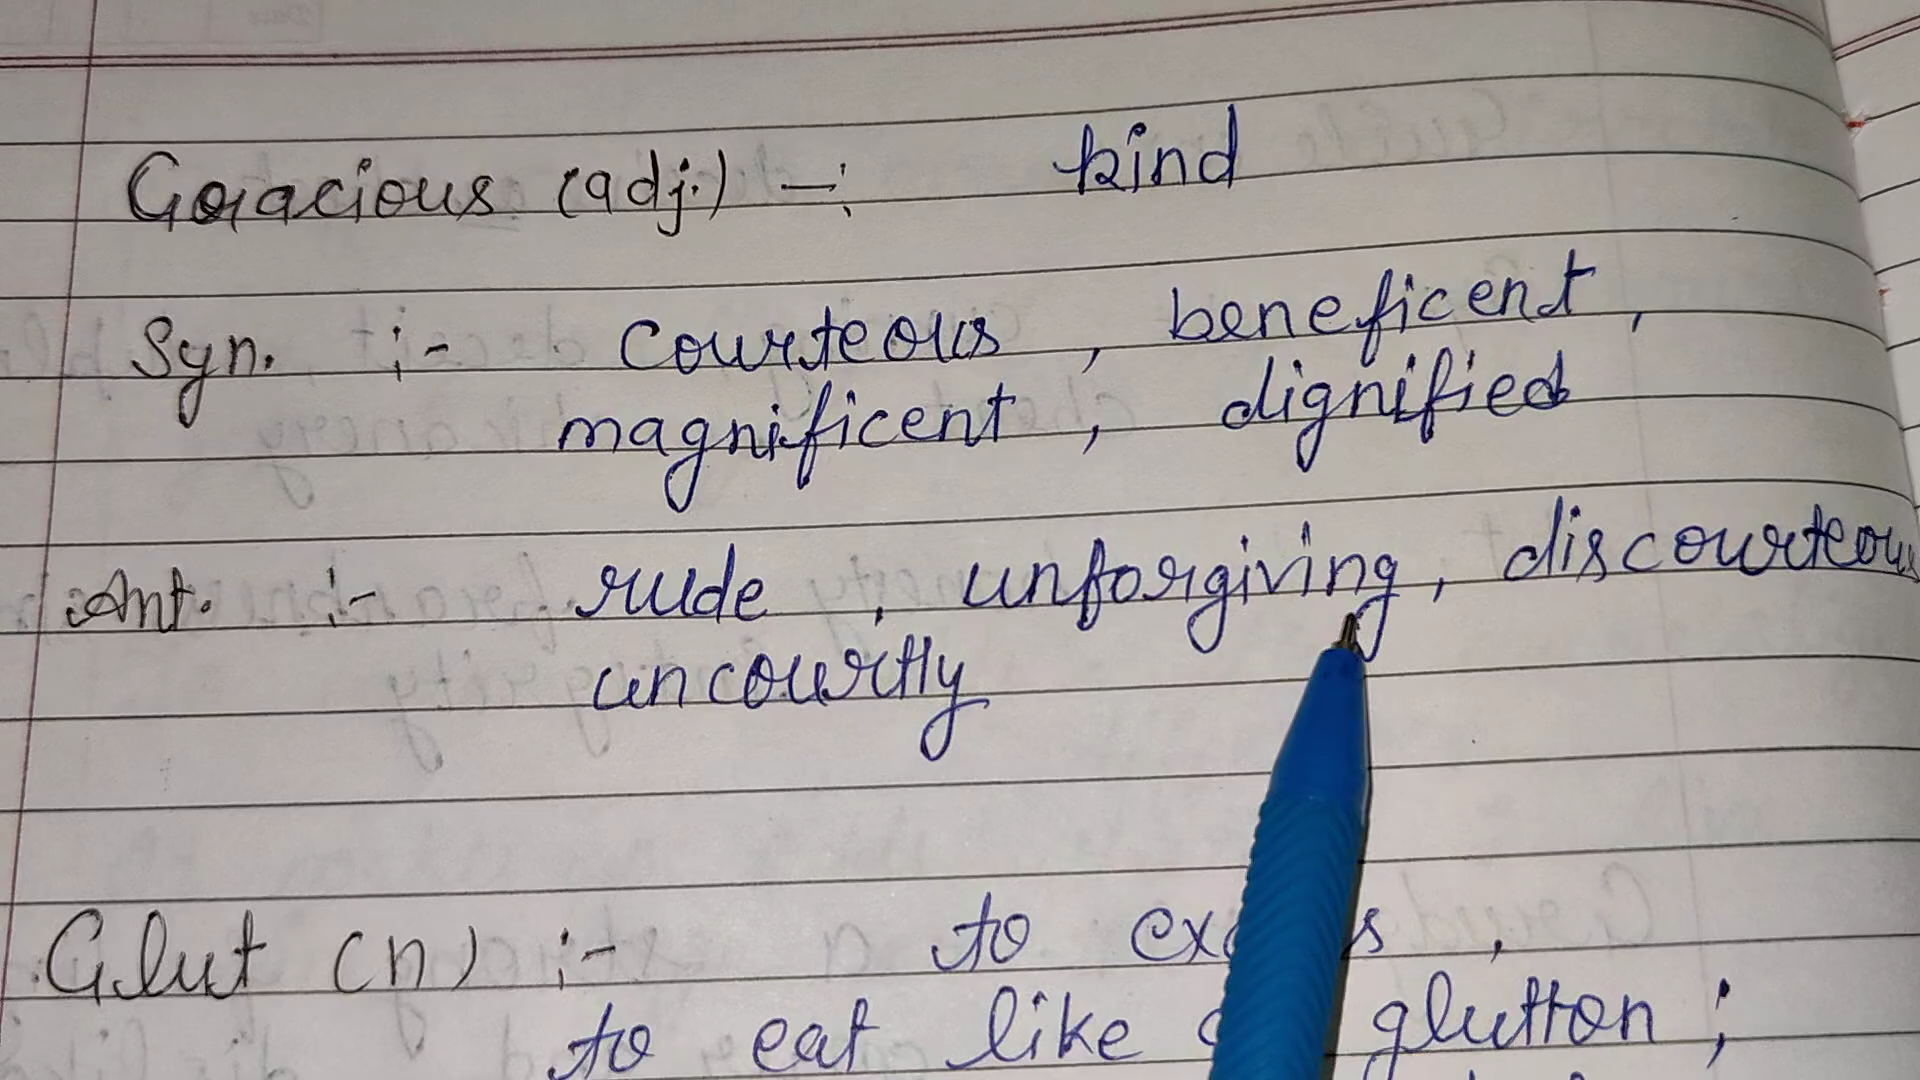 Gracious (adj.) —: kind
Syn. :- Courteous, beneficent,
magnificent, dignified
Ant. :- rude, unforgiving, discourteous
uncourtly
Glut (n) :- to
to eat like glutton ;